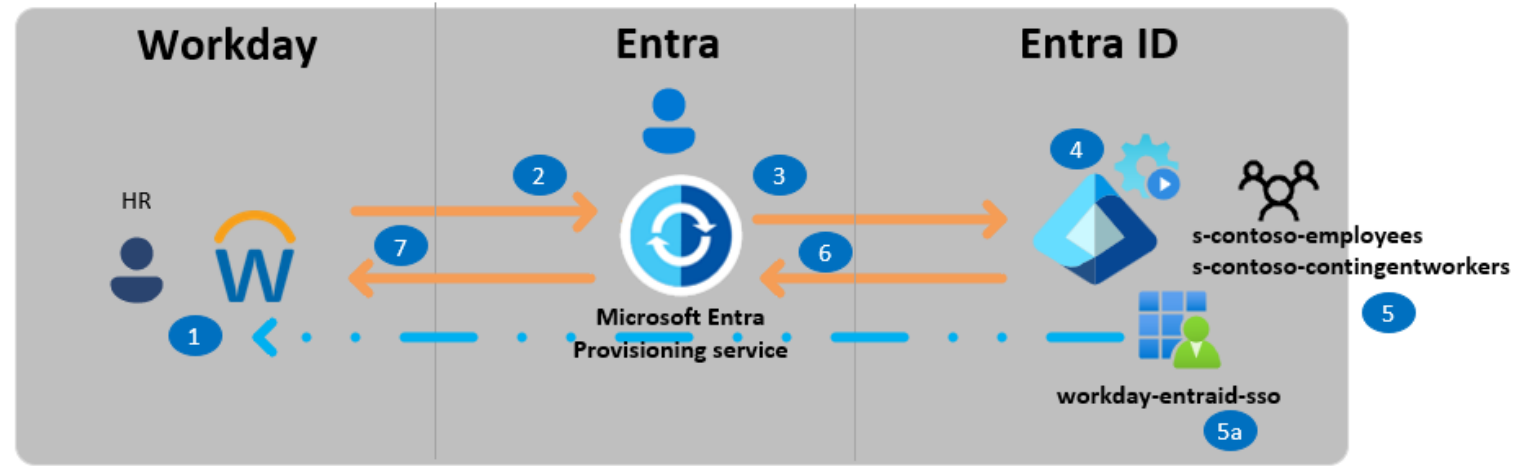 Workday
Entra
Entra ID
4
2
3
HR
W
7
6
s-contoso-employees
s-contoso-contingentworkers
5
Microsoft Entra
Provisioning service
1
workday-entraid-sso
5a